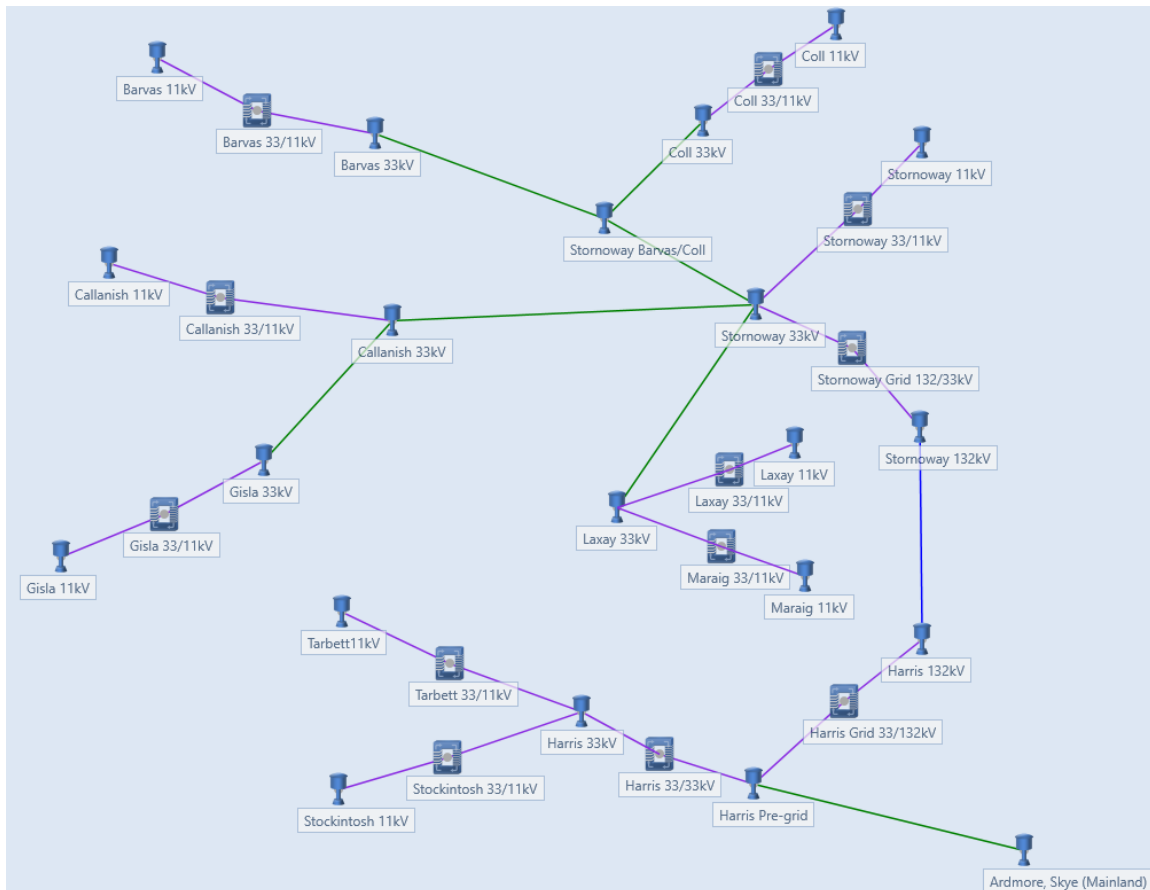 Coll 11kV
Barvas 11kV
Coll 33/11kV
Barvas 33/11kV
Coll 33kV
Barvas 33kV
Stornoway 11kV
Stornoway 33/11kV
Stornoway Barvas/Coll
Callanish 11kV
Callanish 33/11kV
Stornoway 33kV
Callanish 33kV
Stornoway Grid 132/33kV
Stornoway 132kV
Laxay 11kV
Gisla 33kV
Laxay 33/11kV
Laxay 33kV
Gisla 33/11kV
Maraig 33/11kV
Gisla 11kV
Maraig 11kV
Tarbett11kV
Harris 132kV
Tarbett 33/11kV
Harris Grid 33/132kV
Harris 33kV
Stockintosh 33/11kV
Harris 33/33kV
Harris Pre-grid
Stockintosh 11kV
Ardmore, Skye (Mainland)